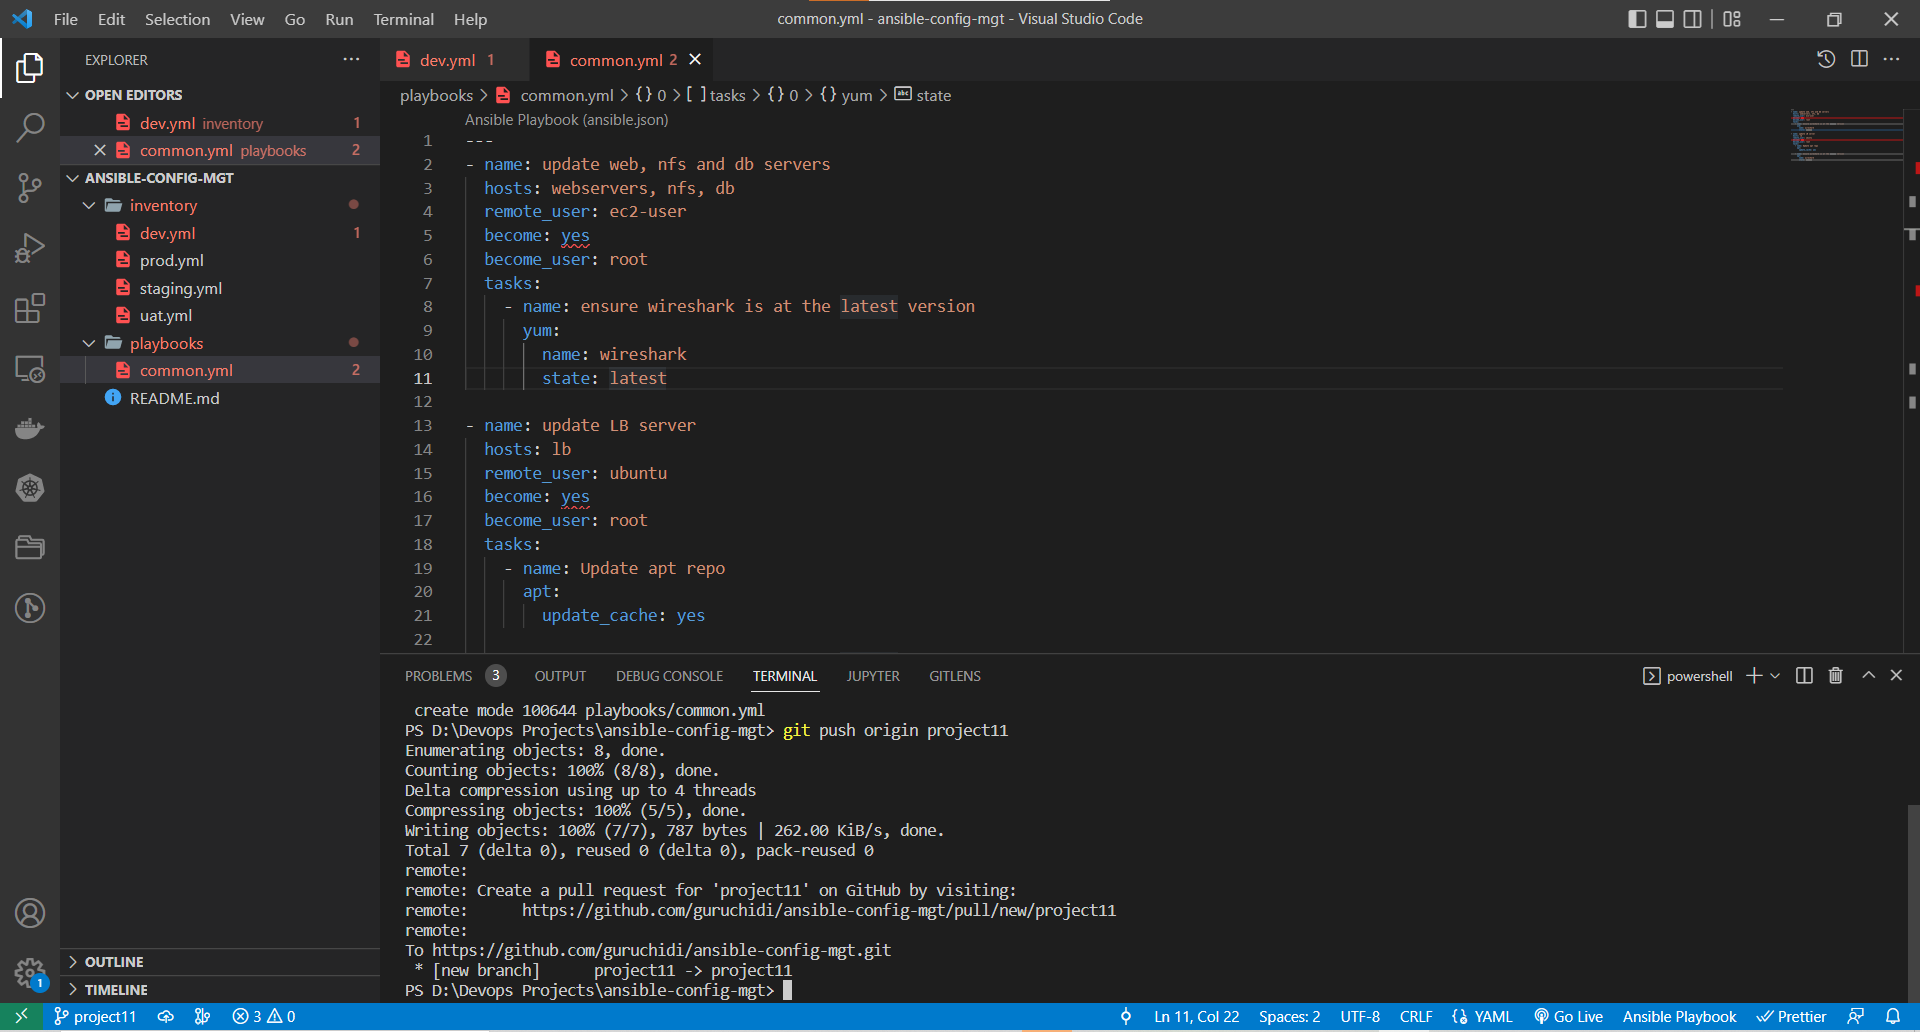 File Edit Selection View Go Run Terminal Help
common.yml - ansible-config-mgt - Visual Studio Code
EXPLORER
OPEN EDITORS
dev.yml inventory 1
common.yml playbooks 2
ANSIBLE-CONFIG-MGT
inventory
dev.yml 1
prod.yml
staging.yml
uat.yml
playbooks
common.yml 2
README.md
OUTLINE
TIMELINE
1
dev.yml 1
common.yml 2
playbooks > common.yml > {} 0 > [ ] tasks > {} 0 > {} yum > abc state
Ansible Playbook (ansible.json)
1 ---
2 - name: update web, nfs and db servers
3 hosts: webservers, nfs, db
4 remote_user: ec2-user
5 become: yes
6 become_user: root
7 tasks:
8 - name: ensure wireshark is at the latest version
9 yum:
10 name: wireshark
11 state: latest
12
13 - name: update LB server
14 hosts: lb
15 remote_user: ubuntu
16 become: yes
17 become_user: root
18 tasks:
19 - name: Update apt repo
20 apt:
21 update_cache: yes
22
PROBLEMS 3 OUTPUT DEBUG CONSOLE TERMINAL JUPYTER GITLENS
powershell
create mode 100644 playbooks/common.yml
PS D:\Devops Projects\ansible-config-mgt> git push origin project11
Enumerating objects: 8, done.
Counting objects: 100% (8/8), done.
Delta compression using up to 4 threads
Compressing objects: 100% (5/5), done.
Writing objects: 100% (7/7), 787 bytes | 262.00 KiB/s, done.
Total 7 (delta 0), reused 0 (delta 0), pack-reused 0
remote:
remote: Create a pull request for 'project11' on GitHub by visiting:
remote: https://github.com/guruchidi/ansible-config-mgt/pull/new/project11
remote:
To https://github.com/guruchidi/ansible-config-mgt.git
* [new branch] project11 -> project11
PS D:\Devops Projects\ansible-config-mgt>
project11 3 0 Ln 11, Col 22 Spaces: 2 UTF-8 CRLF YAML Go Live Ansible Playbook Prettier